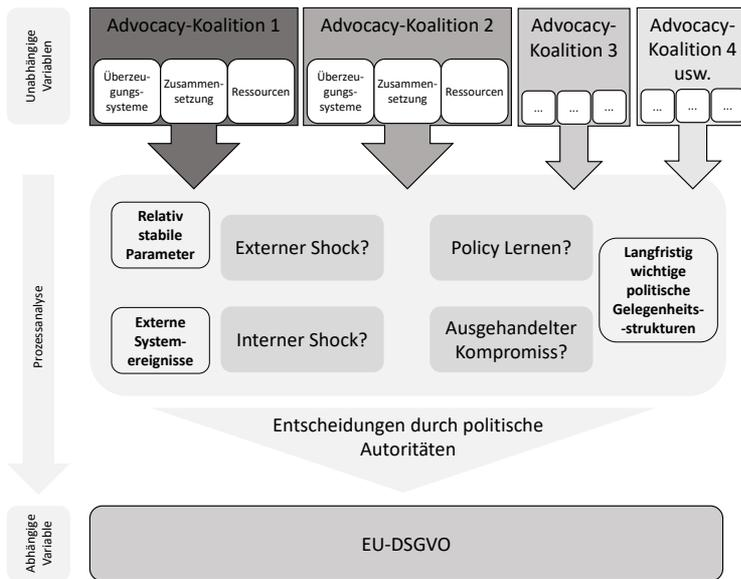 Unabhängige
Variablen
Advocacy-Koalition 1
Überzeu-
gungs-
systeme
Zusammen-
setzung
Ressourcen
Advocacy-Koalition 2
Überzeu-
gungs-
systeme
Zusammen-
setzung
Ressourcen
Advocacy-
Koalition 3
...
...
...
Advocacy-
Koalition 4
usw.
...
...
...
Prozessanalyse
Relativ
stabile
Parameter
Externer Shock?
Policy Lernen?
Langfristig
wichtige
politische
Gelegenheits-
-strukturen
Externe
System-
ereignisse
Interner Shock?
Ausgehandelter
Kompromiss?
Entscheidungen durch politische
Autoritäten
Abhängige
Variable
EU-DSGVO